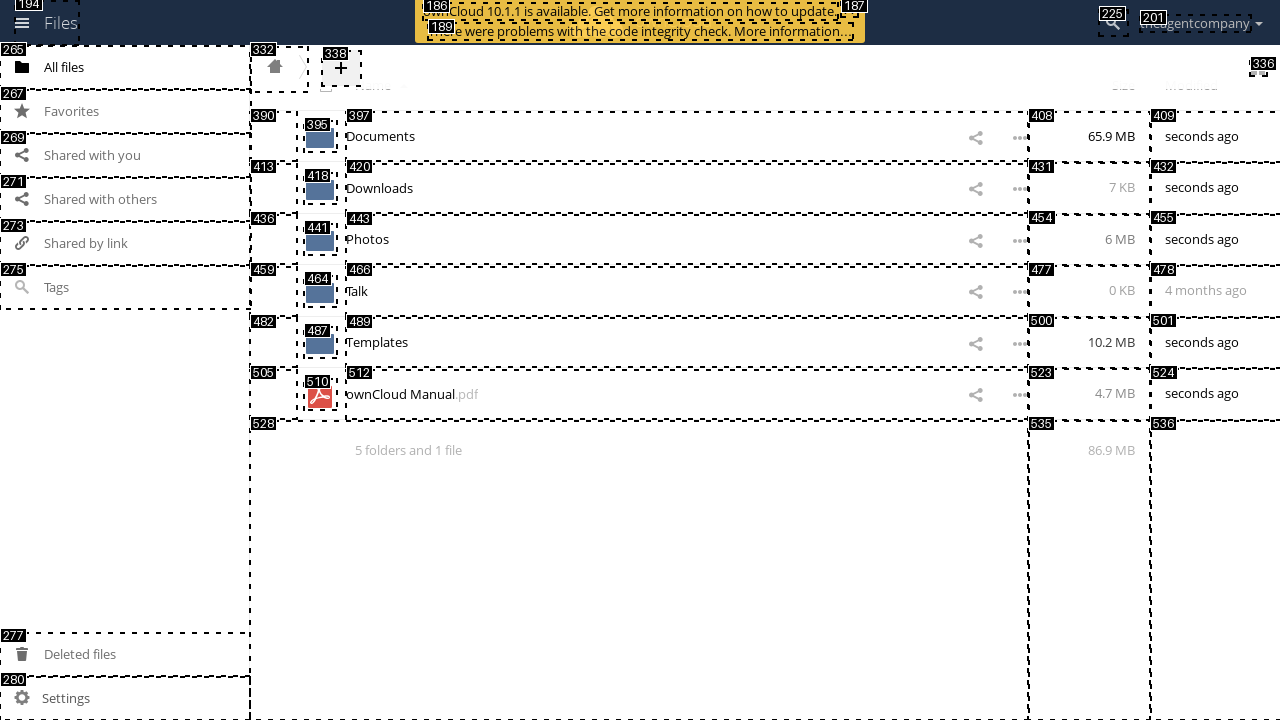 194
Files
186
ownCloud 10.1.1 is available. Get more information on how to update.
187
189
There were problems with the code integrity check. More information…
225
201
theagentcompany
265
All files
267
Favorites
269
Shared with you
271
Shared with others
273
Shared by link
275
Tags
277
Deleted files
280
Settings
332
338
+
336
Name
Size
Modified
390
395
397
Documents
408
65.9 MB
409
seconds ago
413
418
420
Downloads
431
7 KB
432
seconds ago
436
441
443
Photos
454
6 MB
455
seconds ago
459
464
466
Talk
477
0 KB
478
4 months ago
482
487
489
Templates
500
10.2 MB
501
seconds ago
505
510
512
ownCloud Manual.pdf
523
4.7 MB
524
seconds ago
528
5 folders and 1 file
535
86.9 MB
536